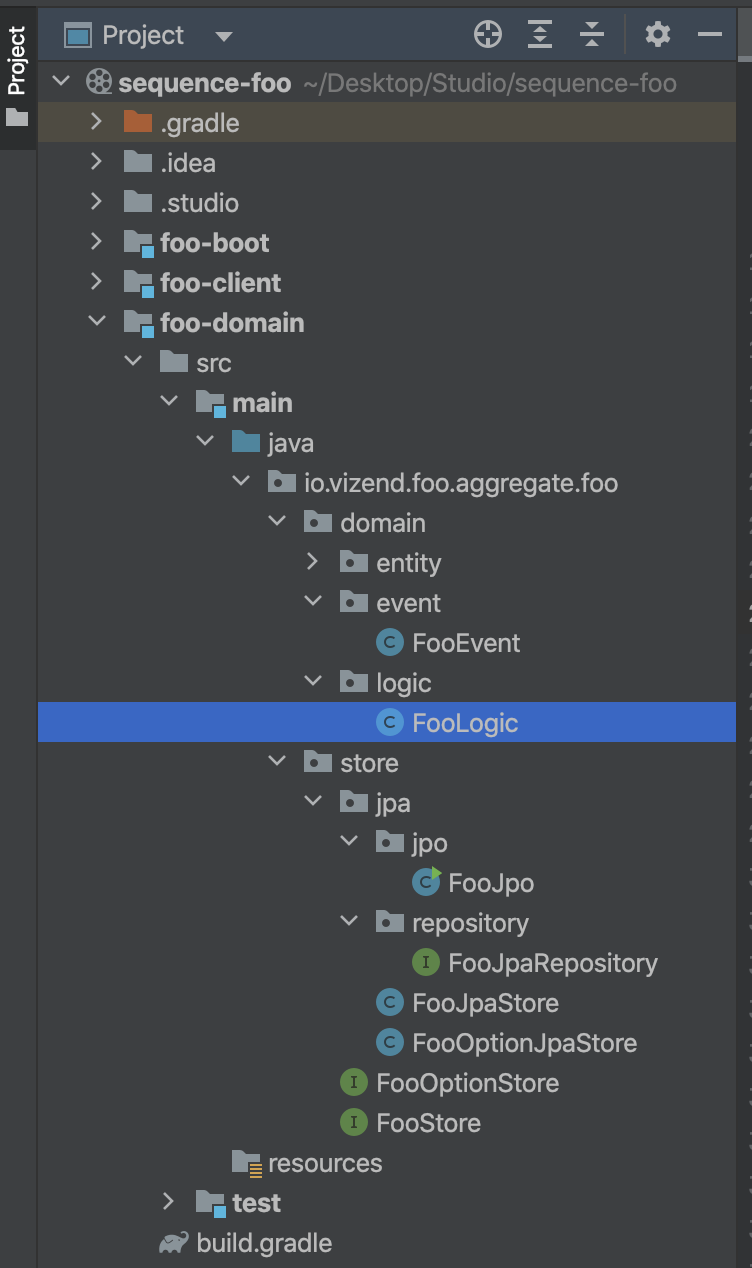 Project
Project
sequence-foo ~/Desktop/Studio/sequence-foo
.gradle
.idea
.studio
foo-boot
foo-client
foo-domain
src
main
java
io.vizend.foo.aggregate.foo
domain
entity
event
C FooEvent
logic
C FooLogic
store
jpa
jpo
C FooJpo
repository
I FooJpaRepository
C FooJpaStore
C FooOptionJpaStore
I FooOptionStore
I FooStore
resources
test
build.gradle